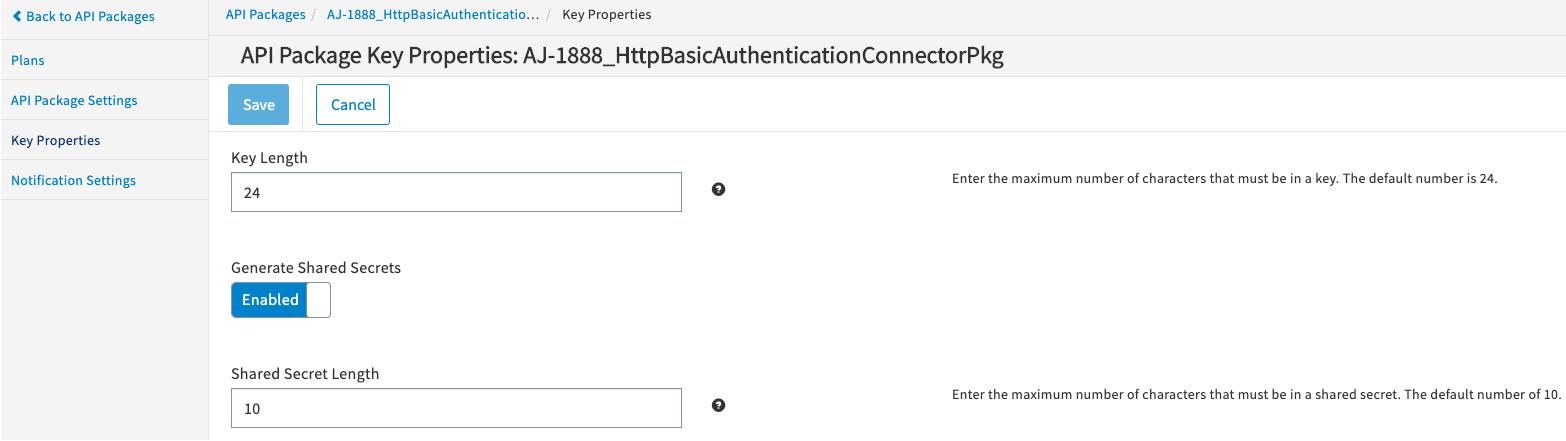 Back to API Packages
API Packages / AJ-1888_HttpBasicAuthenticatio... / Key Properties
API Package Key Properties: AJ-1888_HttpBasicAuthenticationConnectorPkg
Plans
API Package Settings
Key Properties
Notification Settings
Save
Cancel
Key Length
24
Enter the maximum number of characters that must be in a key. The default number is 24.
Generate Shared Secrets
Enabled
Shared Secret Length
10
Enter the maximum number of characters that must be in a shared secret. The default number of 10.